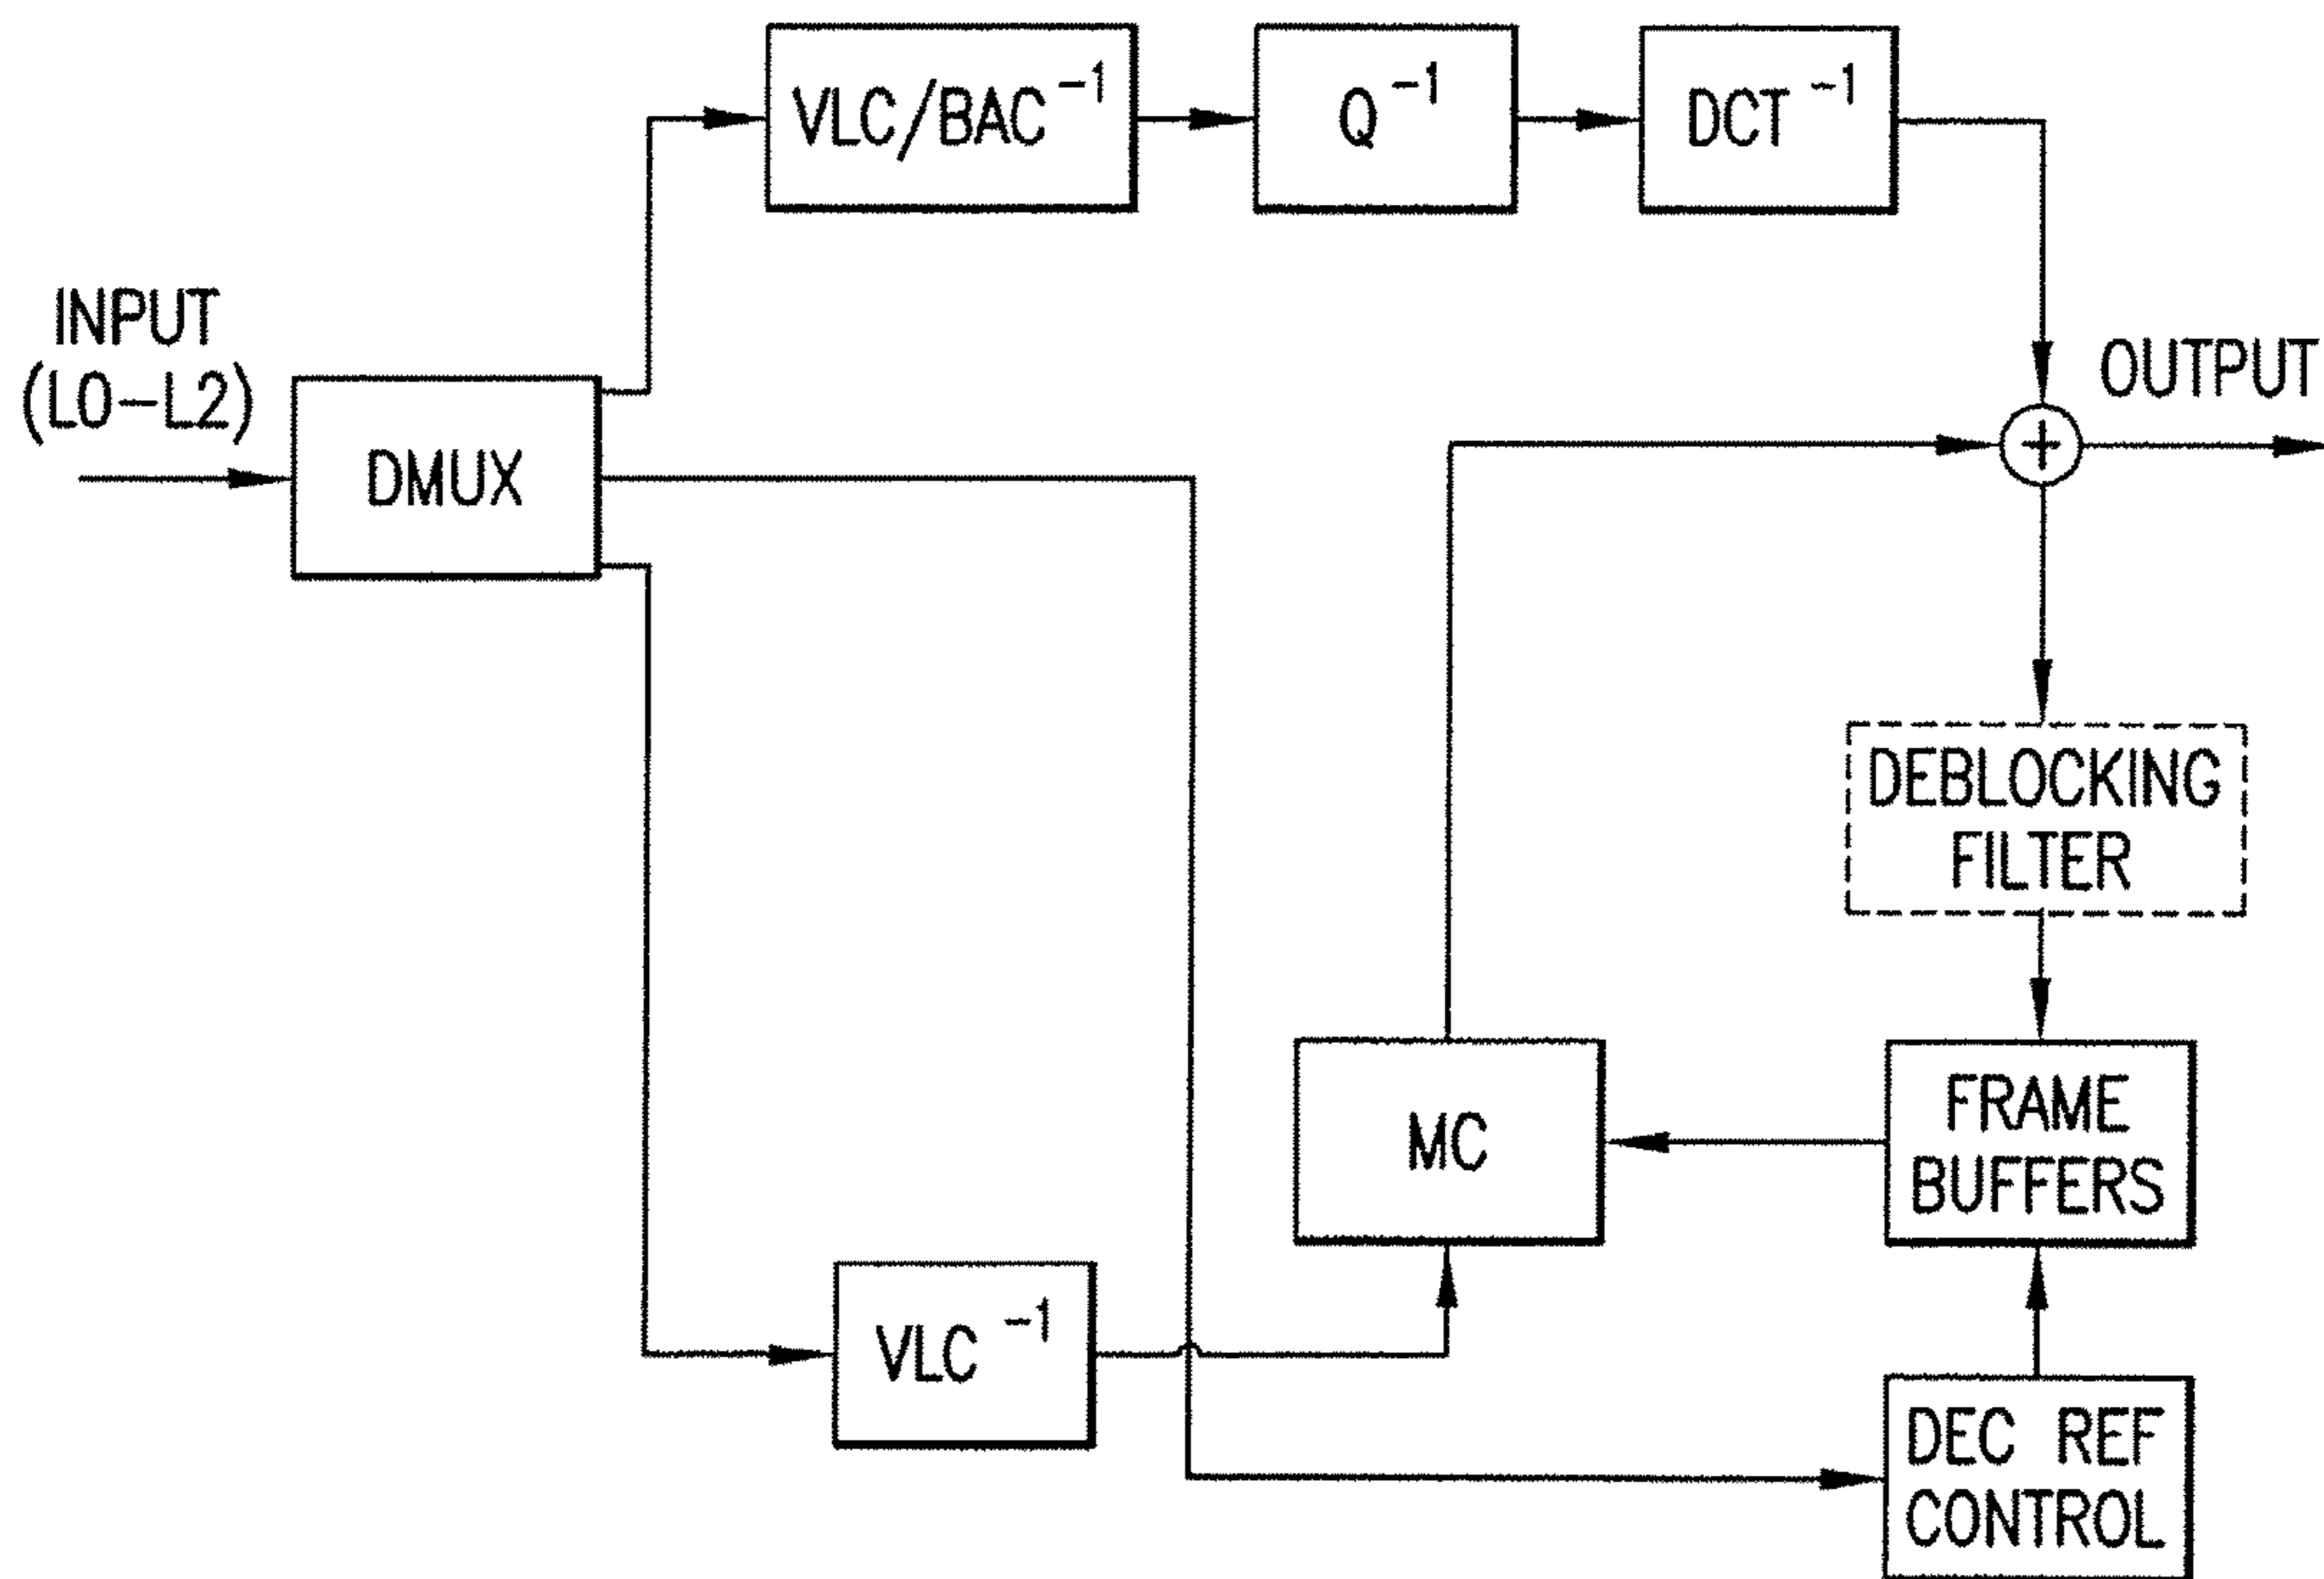 VLC/BAC⁻¹
Q⁻¹
DCT⁻¹
INPUT
(L0-L2)
DMUX
OUTPUT
+
DEBLOCKING
FILTER
MC
FRAME
BUFFERS
VLC⁻¹
DEC REF
CONTROL